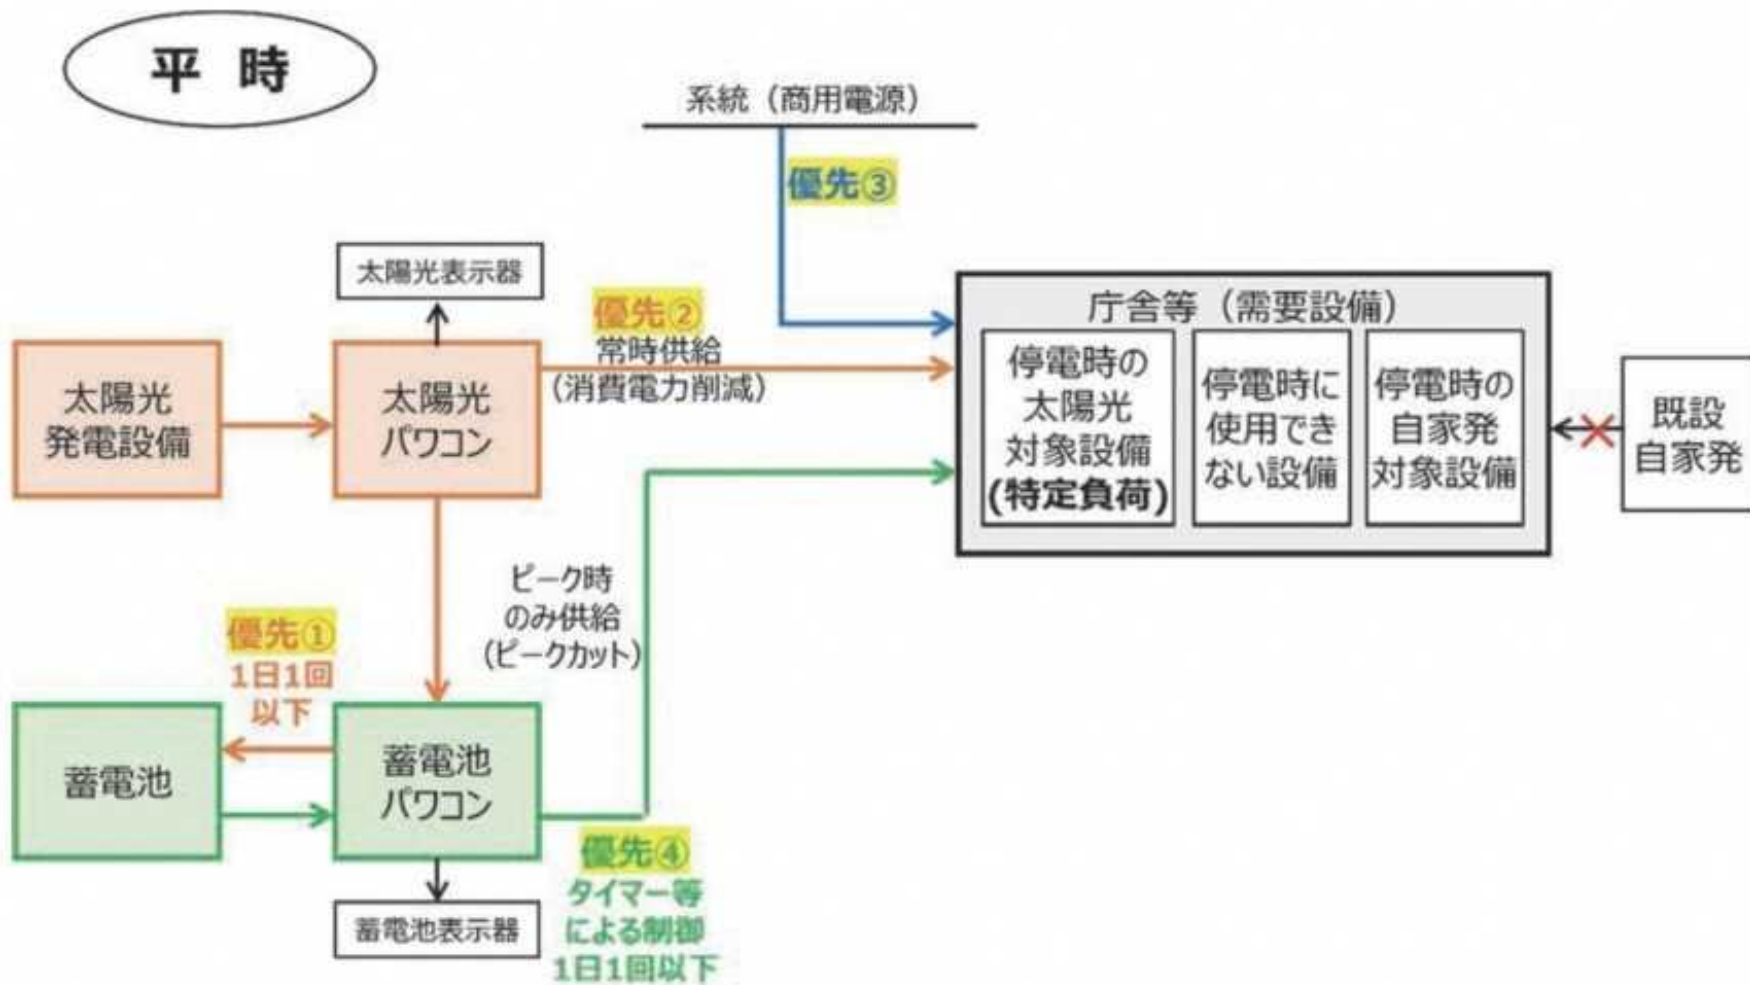 平 時
系統（商用電源）
優先③
太陽光表示器
優先②
常時供給
（消費電力削減）
太陽光
発電設備
太陽光
パワコン
庁舎等（需要設備）
停電時の
太陽光
対象設備
(特定負荷)
停電時に
使用でき
ない設備
停電時の
自家発
対象設備
既設
自家発
ピーク時
のみ供給
（ピークカット）
優先①
1日1回
以下
蓄電池
蓄電池
パワコン
優先④
タイマー等
による制御
1日1回以下
蓄電池表示器